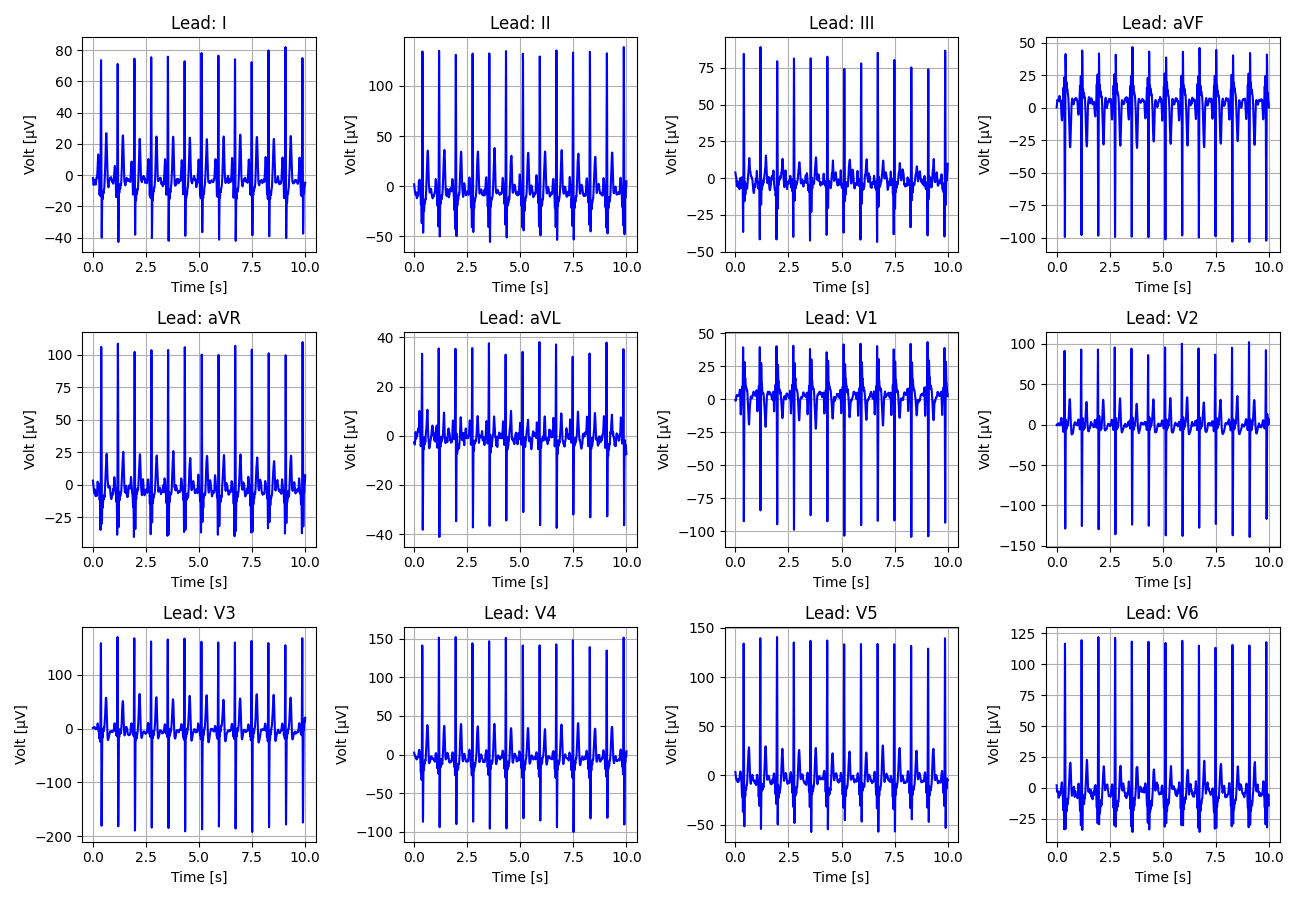 Lead: I
Lead: II
Lead: III
Lead: aVF
Volt [µV]
80
60
40
20
0
−20
−40
0.0 2.5 5.0 7.5 10.0
Time [s]
Volt [µV]
100
50
0
−50
0.0 2.5 5.0 7.5 10.0
Time [s]
Volt [µV]
75
50
25
0
−25
−50
0.0 2.5 5.0 7.5 10.0
Time [s]
Volt [µV]
50
25
0
−25
−50
−75
−100
0.0 2.5 5.0 7.5 10.0
Time [s]
Lead: aVR
Lead: aVL
Lead: V1
Lead: V2
Volt [µV]
100
75
50
25
0
−25
0.0 2.5 5.0 7.5 10.0
Time [s]
Volt [µV]
40
20
0
−20
−40
0.0 2.5 5.0 7.5 10.0
Time [s]
Volt [µV]
50
25
0
−25
−50
−75
−100
0.0 2.5 5.0 7.5 10.0
Time [s]
Volt [µV]
100
50
0
−50
−100
−150
0.0 2.5 5.0 7.5 10.0
Time [s]
Lead: V3
Lead: V4
Lead: V5
Lead: V6
Volt [µV]
100
0
−100
−200
0.0 2.5 5.0 7.5 10.0
Time [s]
Volt [µV]
150
100
50
0
−50
−100
0.0 2.5 5.0 7.5 10.0
Time [s]
Volt [µV]
150
100
50
0
−50
0.0 2.5 5.0 7.5 10.0
Time [s]
Volt [µV]
125
100
75
50
25
0
−25
0.0 2.5 5.0 7.5 10.0
Time [s]